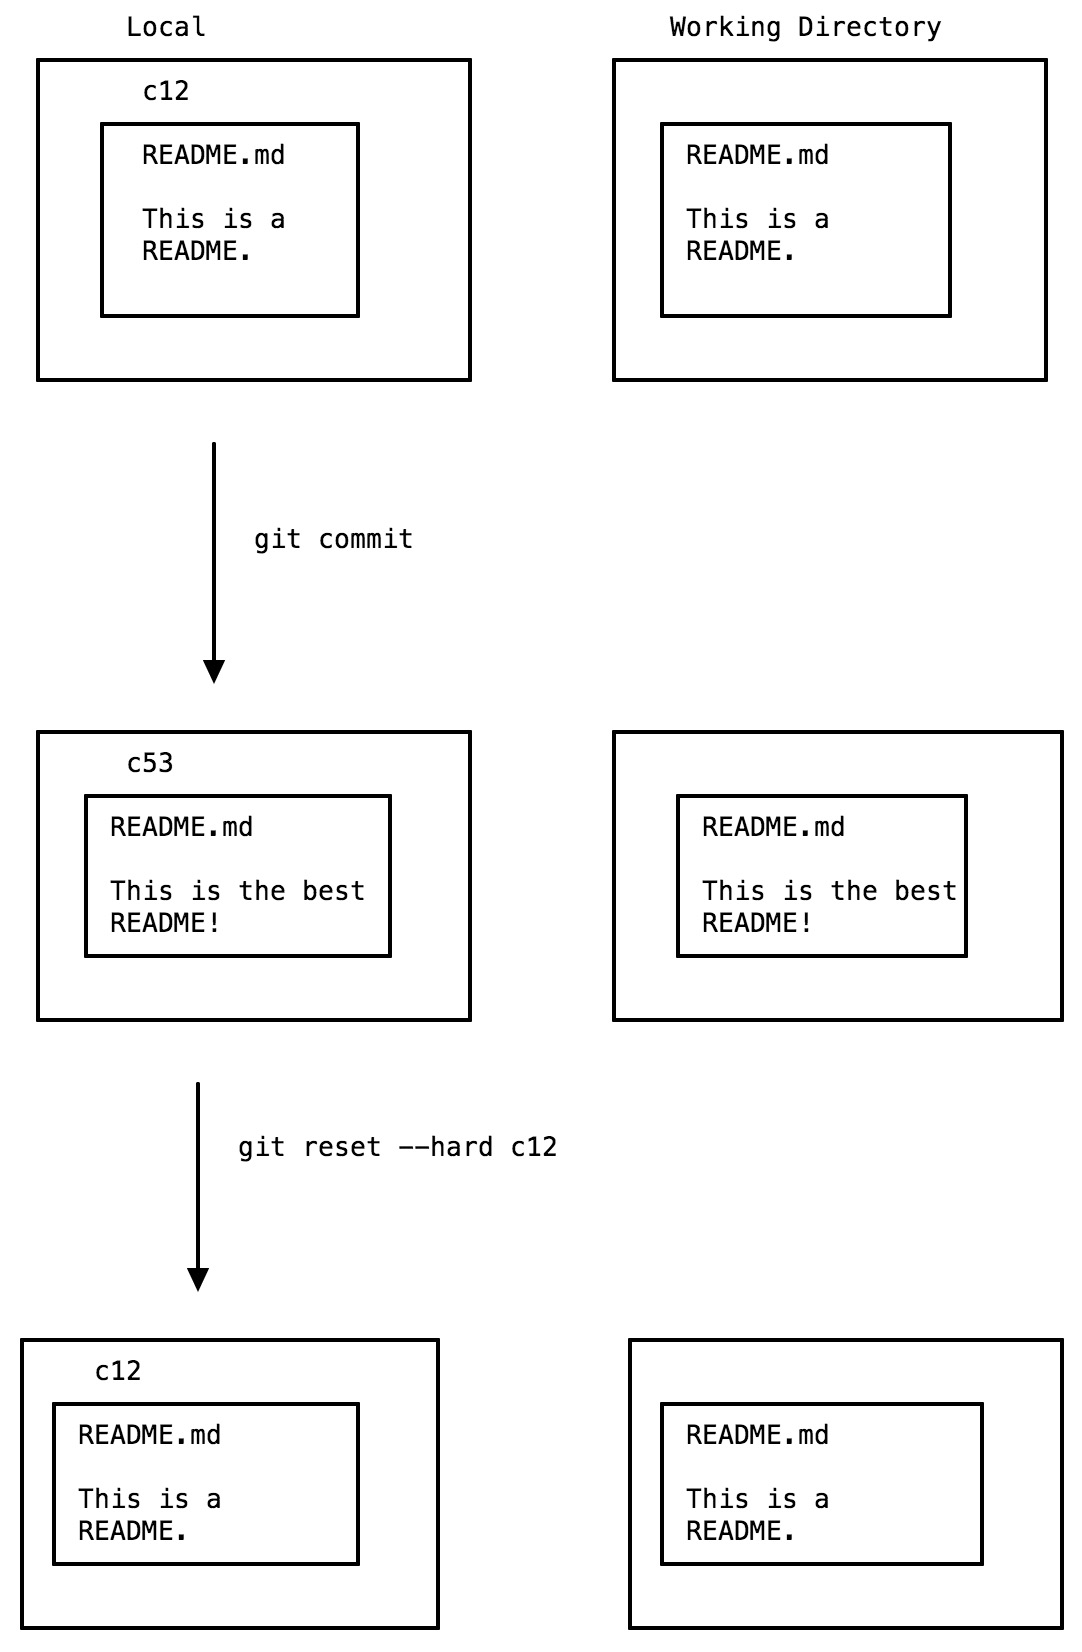 Local
Working Directory
c12
README.md
This is a
README.
README.md
This is a
README.
git commit
c53
README.md
This is the best
README!
README.md
This is the best
README!
git reset --hard c12
c12
README.md
This is a
README.
README.md
This is a
README.